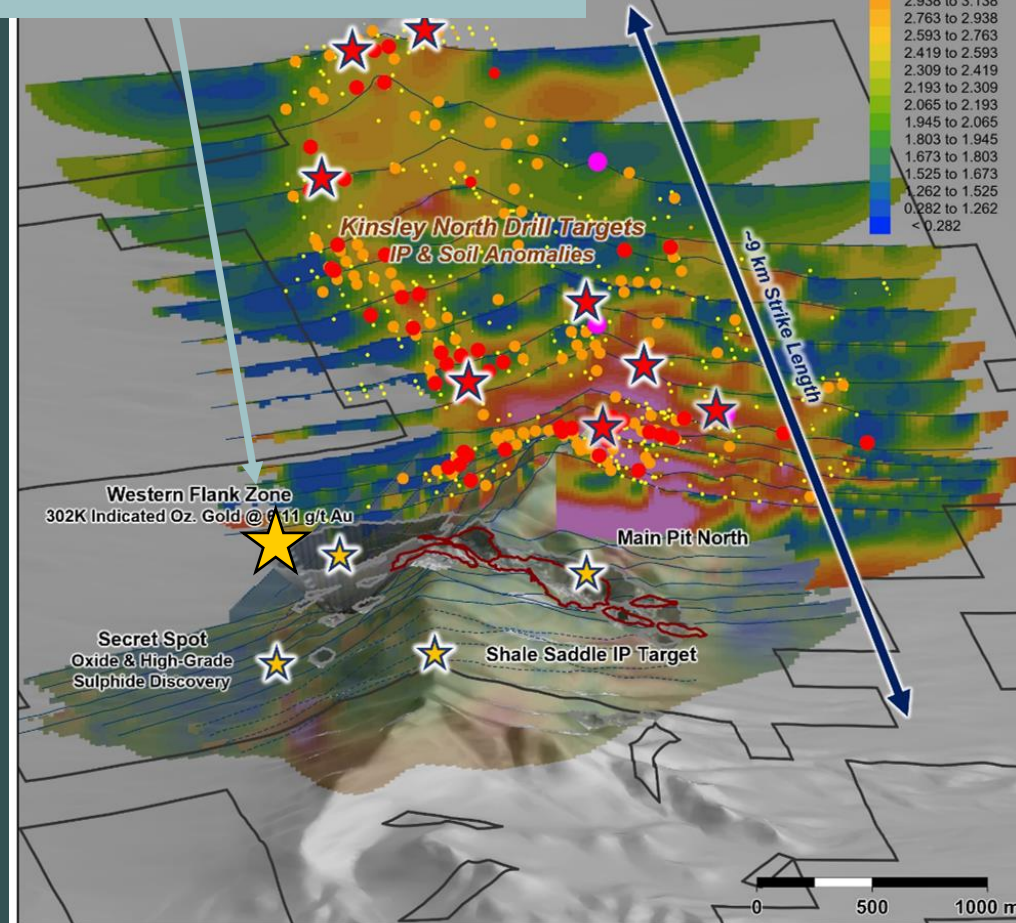 2.938 to 3.138
2.763 to 2.938
2.593 to 2.763
2.419 to 2.593
2.309 to 2.419
2.193 to 2.309
2.065 to 2.193
1.945 to 2.065
1.803 to 1.945
1.673 to 1.803
1.525 to 1.673
1.262 to 1.525
0.282 to 1.262
< 0.282
Kinsley North Drill Targets
IP & Soil Anomalies
~9 km Strike Length
Western Flank Zone
302K Indicated Oz. Gold @ 6.11 g/t Au
Main Pit North
Secret Spot
Oxide & High-Grade
Sulphide Discovery
Shale Saddle IP Target
0 500 1000 m